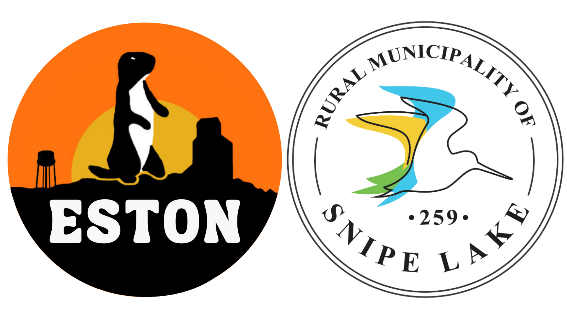 ESTON
RURAL MUNICIPALITY OF
•259•
SNIPE LAKE